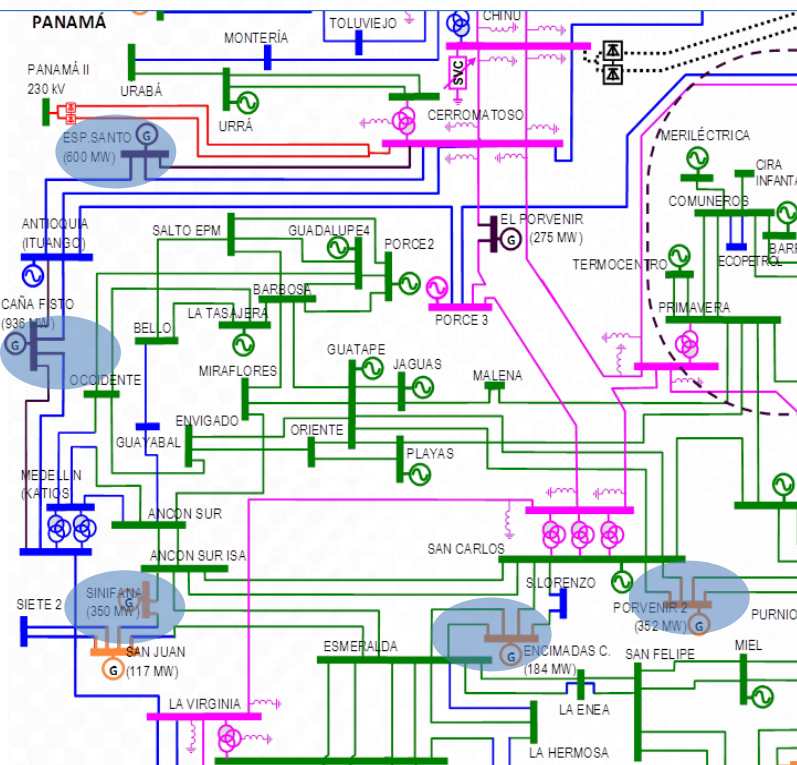 PANAMÁ
CHINÚ
TOLUVIEJO
MONTERÍA
PANAMÁ II
230 kV
URABÁ
SVC
URRÁ
CERROMATOSO
ESP.SANTO
G
(600 MW)
MERILÉCTRICA
CIRA
INFANTA
COMUNEROS
ANTIOQUIA
(ITUANGO)
SALTO EPM
GUADALUPE4
PORCE2
EL PORVENIR
G
(275 MW)
ECOPETROL
TERMOCENTRO
CAÑA FISTO
(936 MW)
G
BARBOSA
LA TASAJERA
BELLO
PORCE 3
PRIMAVERA
GUATAPE
JAGUAS
MIRAFLORES
MALENA
OCCIDENTE
ENVIGADO
ORIENTE
GUAYABAL
PLAYAS
MEDELLIN
(KATIOS)
ANCON SUR
ANCON SUR ISA
SAN CARLOS
SINIFANA
G
(350 MW)
S.LORENZO
PORVENIR 2
(352 MW)
G
PURNIO
SIETE 2
SAN JUAN
G
(117 MW)
ESMERALDA
ENCIMADAS C.
G
(184 MW)
SAN FELIPE
MIEL
LA VIRGINIA
LA ENEA
LA HERMOSA